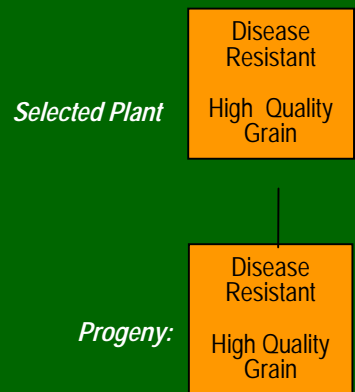 Disease
Resistant
Selected Plant
High Quality
Grain
Disease
Resistant
Progeny:
High Quality
Grain